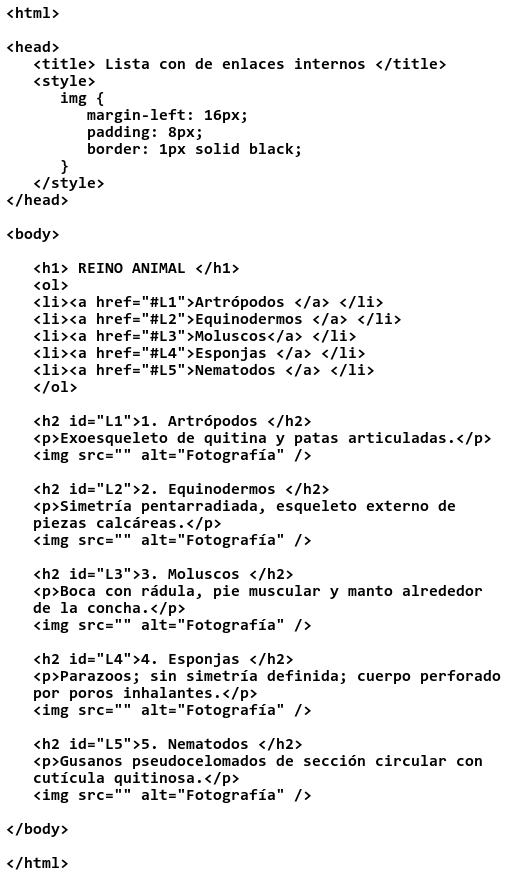 <html>
<head>
<title> Lista con de enlaces internos </title>
<style>
img {
margin-left: 16px;
padding: 8px;
border: 1px solid black;
}
</style>
</head>
<body>
<h1> REINO ANIMAL </h1>
<ol>
<li><a href="#L1">Artrópodos </a> </li>
<li><a href="#L2">Equinodermos </a> </li>
<li><a href="#L3">Moluscos</a> </li>
<li><a href="#L4">Esponjas </a> </li>
<li><a href="#L5">Nematodos </a> </li>
</ol>
<h2 id="L1">1. Artrópodos </h2>
<p>Exoesqueleto de quitina y patas articuladas.</p>
<img src="" alt="Fotografía" />
<h2 id="L2">2. Equinodermos </h2>
<p>Simetría pentarradiada, esqueleto externo de
piezas calcáreas.</p>
<img src="" alt="Fotografía" />
<h2 id="L3">3. Moluscos </h2>
<p>Boca con rádula, pie muscular y manto alrededor
de la concha.</p>
<img src="" alt="Fotografía" />
<h2 id="L4">4. Esponjas </h2>
<p>Parazoos; sin simetría definida; cuerpo perforado
por poros inhalantes.</p>
<img src="" alt="Fotografía" />
<h2 id="L5">5. Nematodos </h2>
<p>Gusanos pseudocelomados de sección circular con
cutícula quitinosa.</p>
<img src="" alt="Fotografía" />
</body>
</html>